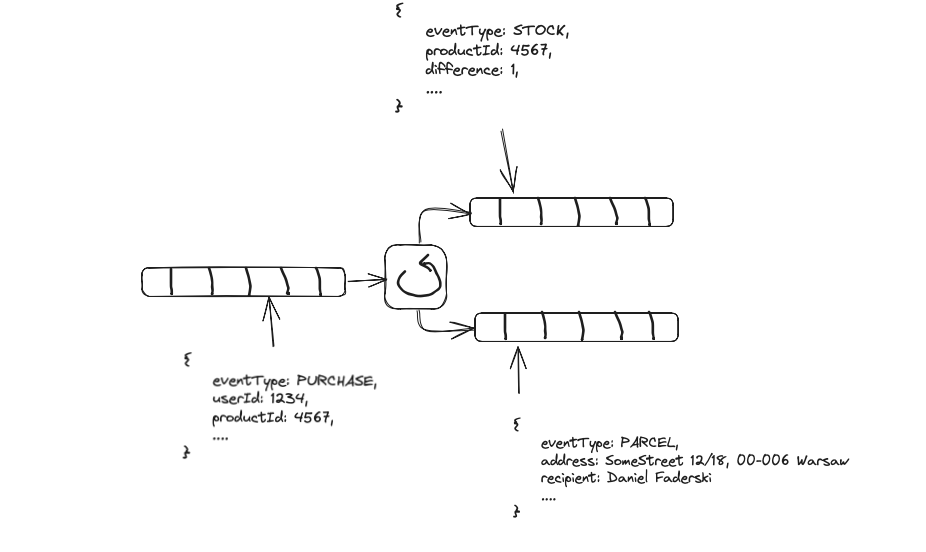 {
eventType: STOCK,
productId: 4567,
difference: 1,
....
}
{
eventType: PURCHASE,
userId: 1234,
productId: 4567,
....
}
{
eventType: PARCEL,
address: SomeStreet 12/18, 00-006 Warsaw
recipient: Daniel Faderski
....
}